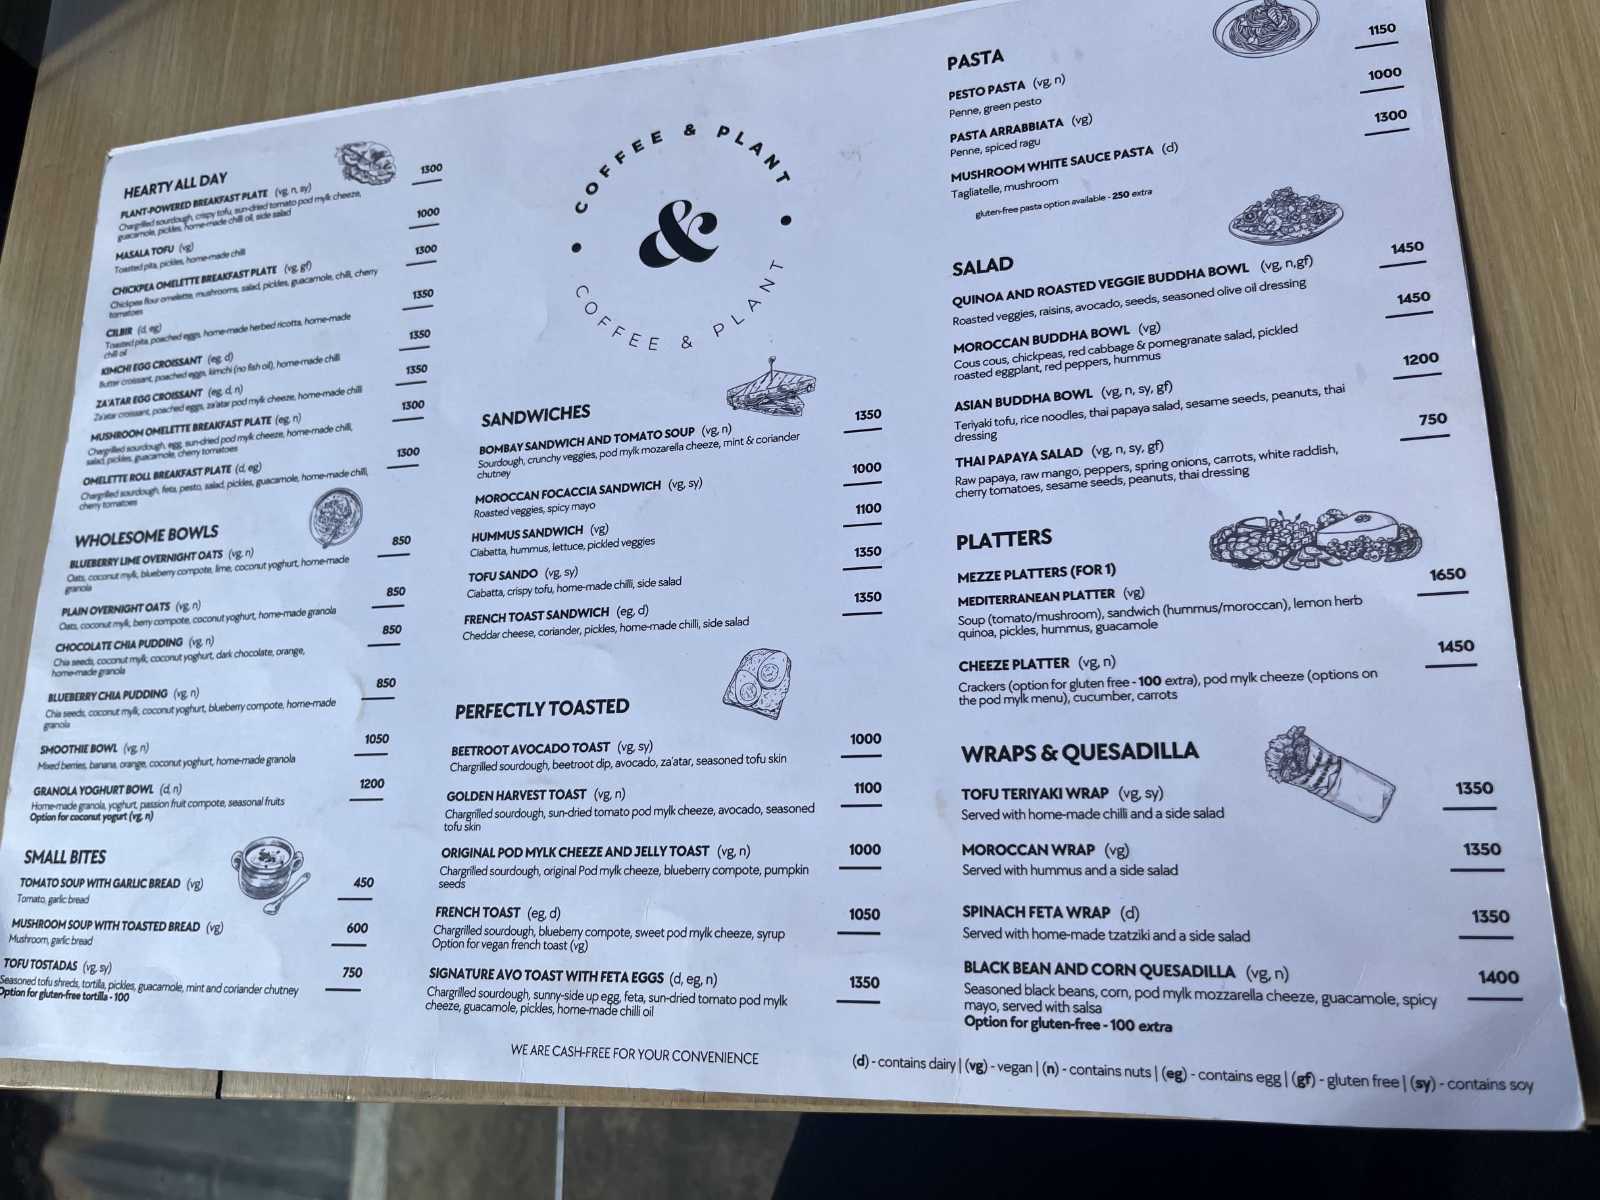 HEARTY ALL DAY
PLANT-POWERED BREAKFAST PLATE (vg, n, sy) 1300
Chargrilled sourdough, crispy tofu, sun-dried tomato pod mylk cheeze,
guacamole, pickles, home-made chili oil, side salad
MASALA TOFU (vg) 1000
Toasted pita, pickles, home-made chili
CHICKPEA OMELETTE BREAKFAST PLATE (vg, gf) 1300
Chickpea flour omelette, mushrooms, salad, pickles, guacamole, chilli, cherry
tomatoes
CILBIR (d, eg) 1350
Toasted pita, poached eggs, home-made herbed ricotta, home-made
chili oil
KIMCHI EGG CROISSANT (eg, d) 1350
Butter croissant, poached eggs, kimchi (no fish oil), home-made chilli
ZA'ATAR EGG CROISSANT (eg, d, n) 1350
Za'atar croissant, poached eggs, za'atar pod mylk cheeze, home-made chilli
MUSHROOM OMELETTE BREAKFAST PLATE (eg, n) 1300
Chargrilled sourdough, egg, sun-dried pod mylk cheeze, home-made chilli,
salad, pickles, guacamole, cherry tomatoes
OMELETTE ROLL BREAKFAST PLATE (d, eg) 1300
Chargrilled sourdough, feta, pesto, salad, pickles, guacamole, home-made chilli,
cherry tomatoes
WHOLESOME BOWLS
BLUEBERRY LIME OVERNIGHT OATS (vg, n) 850
Oats, coconut mylk, blueberry compote, lime, coconut yoghurt, home-made
granola
PLAIN OVERNIGHT OATS (vg, n) 850
Oats, coconut mylk, berry compote, coconut yoghurt, home-made granola
CHOCOLATE CHIA PUDDING (vg, n) 850
Chia seeds, coconut mylk, coconut yoghurt, dark chocolate, orange,
home-made granola
BLUEBERRY CHIA PUDDING (vg, n) 850
Chia seeds, coconut mylk, coconut yoghurt, blueberry compote, home-made
granola
SMOOTHIE BOWL (vg, n) 1050
Mixed berries, banana, orange, coconut yoghurt, home-made granola
GRANOLA YOGHURT BOWL (d, n) 1200
Home-made granola, yoghurt, passion fruit compote, seasonal fruits
Option for coconut yogurt (vg, n)
SMALL BITES
TOMATO SOUP WITH GARLIC BREAD (vg) 450
Tomato, garlic bread
MUSHROOM SOUP WITH TOASTED BREAD (vg) 600
Mushroom, garlic bread
TOFU TOSTADAS (vg, sy) 750
Seasoned tofu shreds, tortilla, pickles, guacamole, mint and coriander chutney
Option for gluten-free tortilla - 100
COFFEE & PLANT
&
COFFEE & PLANT
SANDWICHES
BOMBAY SANDWICH AND TOMATO SOUP (vg, n) 1350
Sourdough, crunchy veggies, pod mylk mozarella cheeze, mint & coriander
chutney
MOROCCAN FOCACCIA SANDWICH (vg, sy) 1000
Roasted veggies, spicy mayo
HUMMUS SANDWICH (vg) 1100
Ciabatta, hummus, lettuce, pickled veggies
TOFU SANDO (vg, sy) 1350
Ciabatta, crispy tofu, home-made chilli, side salad
FRENCH TOAST SANDWICH (eg, d) 1350
Cheddar cheese, coriander, pickles, home-made chilli, side salad
PERFECTLY TOASTED
BEETROOT AVOCADO TOAST (vg, sy) 1000
Chargrilled sourdough, beetroot dip, avocado, za'atar, seasoned tofu skin
GOLDEN HARVEST TOAST (vg, n) 1100
Chargrilled sourdough, sun-dried tomato pod mylk cheeze, avocado, seasoned
tofu skin
ORIGINAL POD MYLK CHEEZE AND JELLY TOAST (vg, n) 1000
Chargrilled sourdough, original Pod mylk cheeze, blueberry compote, pumpkin
seeds
FRENCH TOAST (eg, d) 1050
Chargrilled sourdough, blueberry compote, sweet pod mylk cheeze, syrup
Option for vegan french toast (vg)
SIGNATURE AVO TOAST WITH FETA EGGS (d, eg, n) 1350
Chargrilled sourdough, sunny-side up egg, feta, sun-dried tomato pod mylk
cheeze, guacamole, pickles, home-made chilli oil
WE ARE CASH-FREE FOR YOUR CONVENIENCE
PASTA
PESTO PASTA (vg, n) 1150
Penne, green pesto
PASTA ARRABBIATA (vg) 1000
Penne, spiced ragu
MUSHROOM WHITE SAUCE PASTA (d) 1300
Tagliatelle, mushroom
gluten-free pasta option available - 250 extra
SALAD
QUINOA AND ROASTED VEGGIE BUDDHA BOWL (vg, n,gf) 1450
Roasted veggies, raisins, avocado, seeds, seasoned olive oil dressing
MOROCCAN BUDDHA BOWL (vg) 1450
Cous cous, chickpeas, red cabbage & pomegranate salad, pickled
roasted eggplant, red peppers, hummus
ASIAN BUDDHA BOWL (vg, n, sy, gf) 1200
Teriyaki tofu, rice noodles, thai papaya salad, sesame seeds, peanuts, thai
dressing
THAI PAPAYA SALAD (vg, n, sy, gf) 750
Raw papaya, raw mango, peppers, spring onions, carrots, white raddish,
cherry tomatoes, sesame seeds, peanuts, thai dressing
PLATTERS
MEZZE PLATTERS (FOR 1)
MEDITERRANEAN PLATTER (vg) 1650
Soup (tomato/mushroom), sandwich (hummus/moroccan), lemon herb
quinoa, pickles, hummus, guacamole
CHEEZE PLATTER (vg, n) 1450
Crackers (option for gluten free - 100 extra), pod mylk cheeze (options on
the pod mylk menu), cucumber, carrots
WRAPS & QUESADILLA
TOFU TERIYAKI WRAP (vg, sy) 1350
Served with home-made chilli and a side salad
MOROCCAN WRAP (vg) 1350
Served with hummus and a side salad
SPINACH FETA WRAP (d) 1350
Served with home-made tzatziki and a side salad
BLACK BEAN AND CORN QUESADILLA (vg, n) 1400
Seasoned black beans, corn, pod mylk mozzarella cheeze, guacamole, spicy
mayo, served with salsa
Option for gluten-free - 100 extra
(d) - contains dairy | (vg) - vegan | (n) - contains nuts | (eg) - contains egg | (gf) - gluten free | (sy) - contains soy